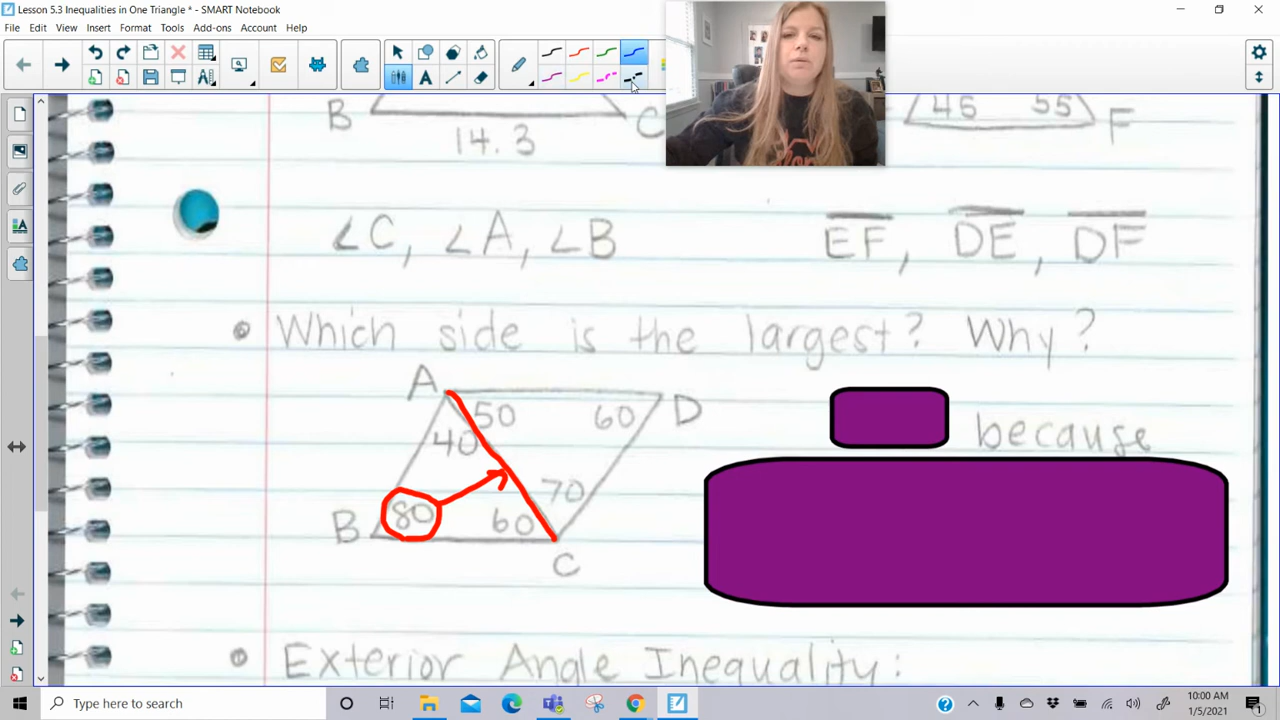 Lesson 5.3 Inequalities in One Triangle * - SMART Notebook
File Edit View Insert Format Tools Add-ons Account Help
B 14.3 C
45 55 F
∠C, ∠A, ∠B
EF, DE, DF
• Which side is the largest? Why?
A 50 60 D
40
70
B 80 60 C
because
• Exterior Angle Inequality:
Type here to search
10:00 AM
1/5/2021